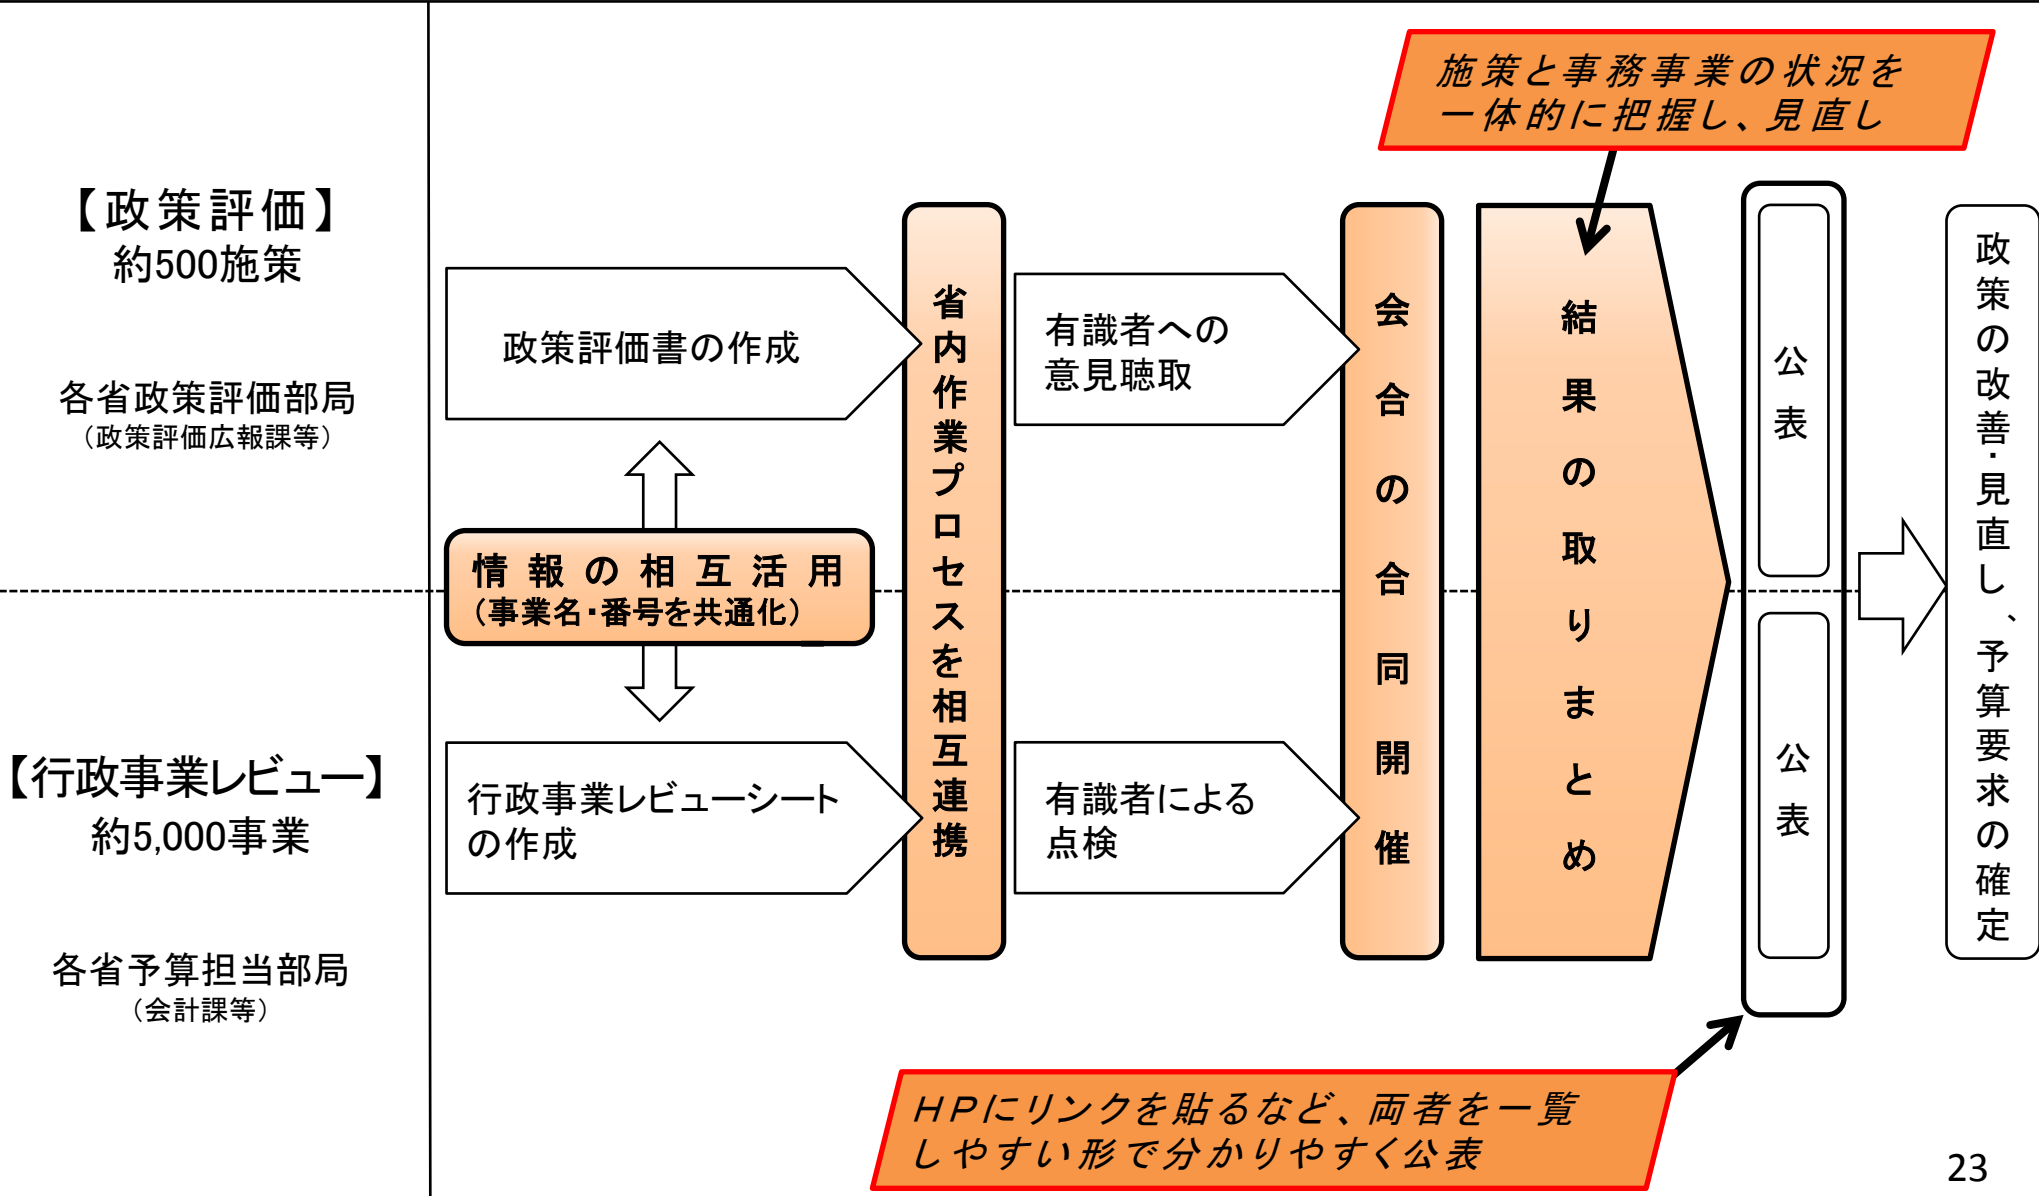 施策と事務事業の状況を
一体的に把握し、見直し
【政策評価】
約500施策
各省政策評価部局
（政策評価広報課等）
政策評価書の作成
情報の相互活用
（事業名・番号を共通化）
【行政事業レビュー】
約5,000事業
各省予算担当部局
（会計課等）
行政事業レビューシート
の作成
省内作業プロセスを相互連携
有識者への
意見聴取
有識者による
点検
会合の合同開催
結果の取りまとめ
公表
公表
政策の改善・見直し、予算要求の確定
ＨＰにリンクを貼るなど、両者を一覧
しやすい形で分かりやすく公表
23